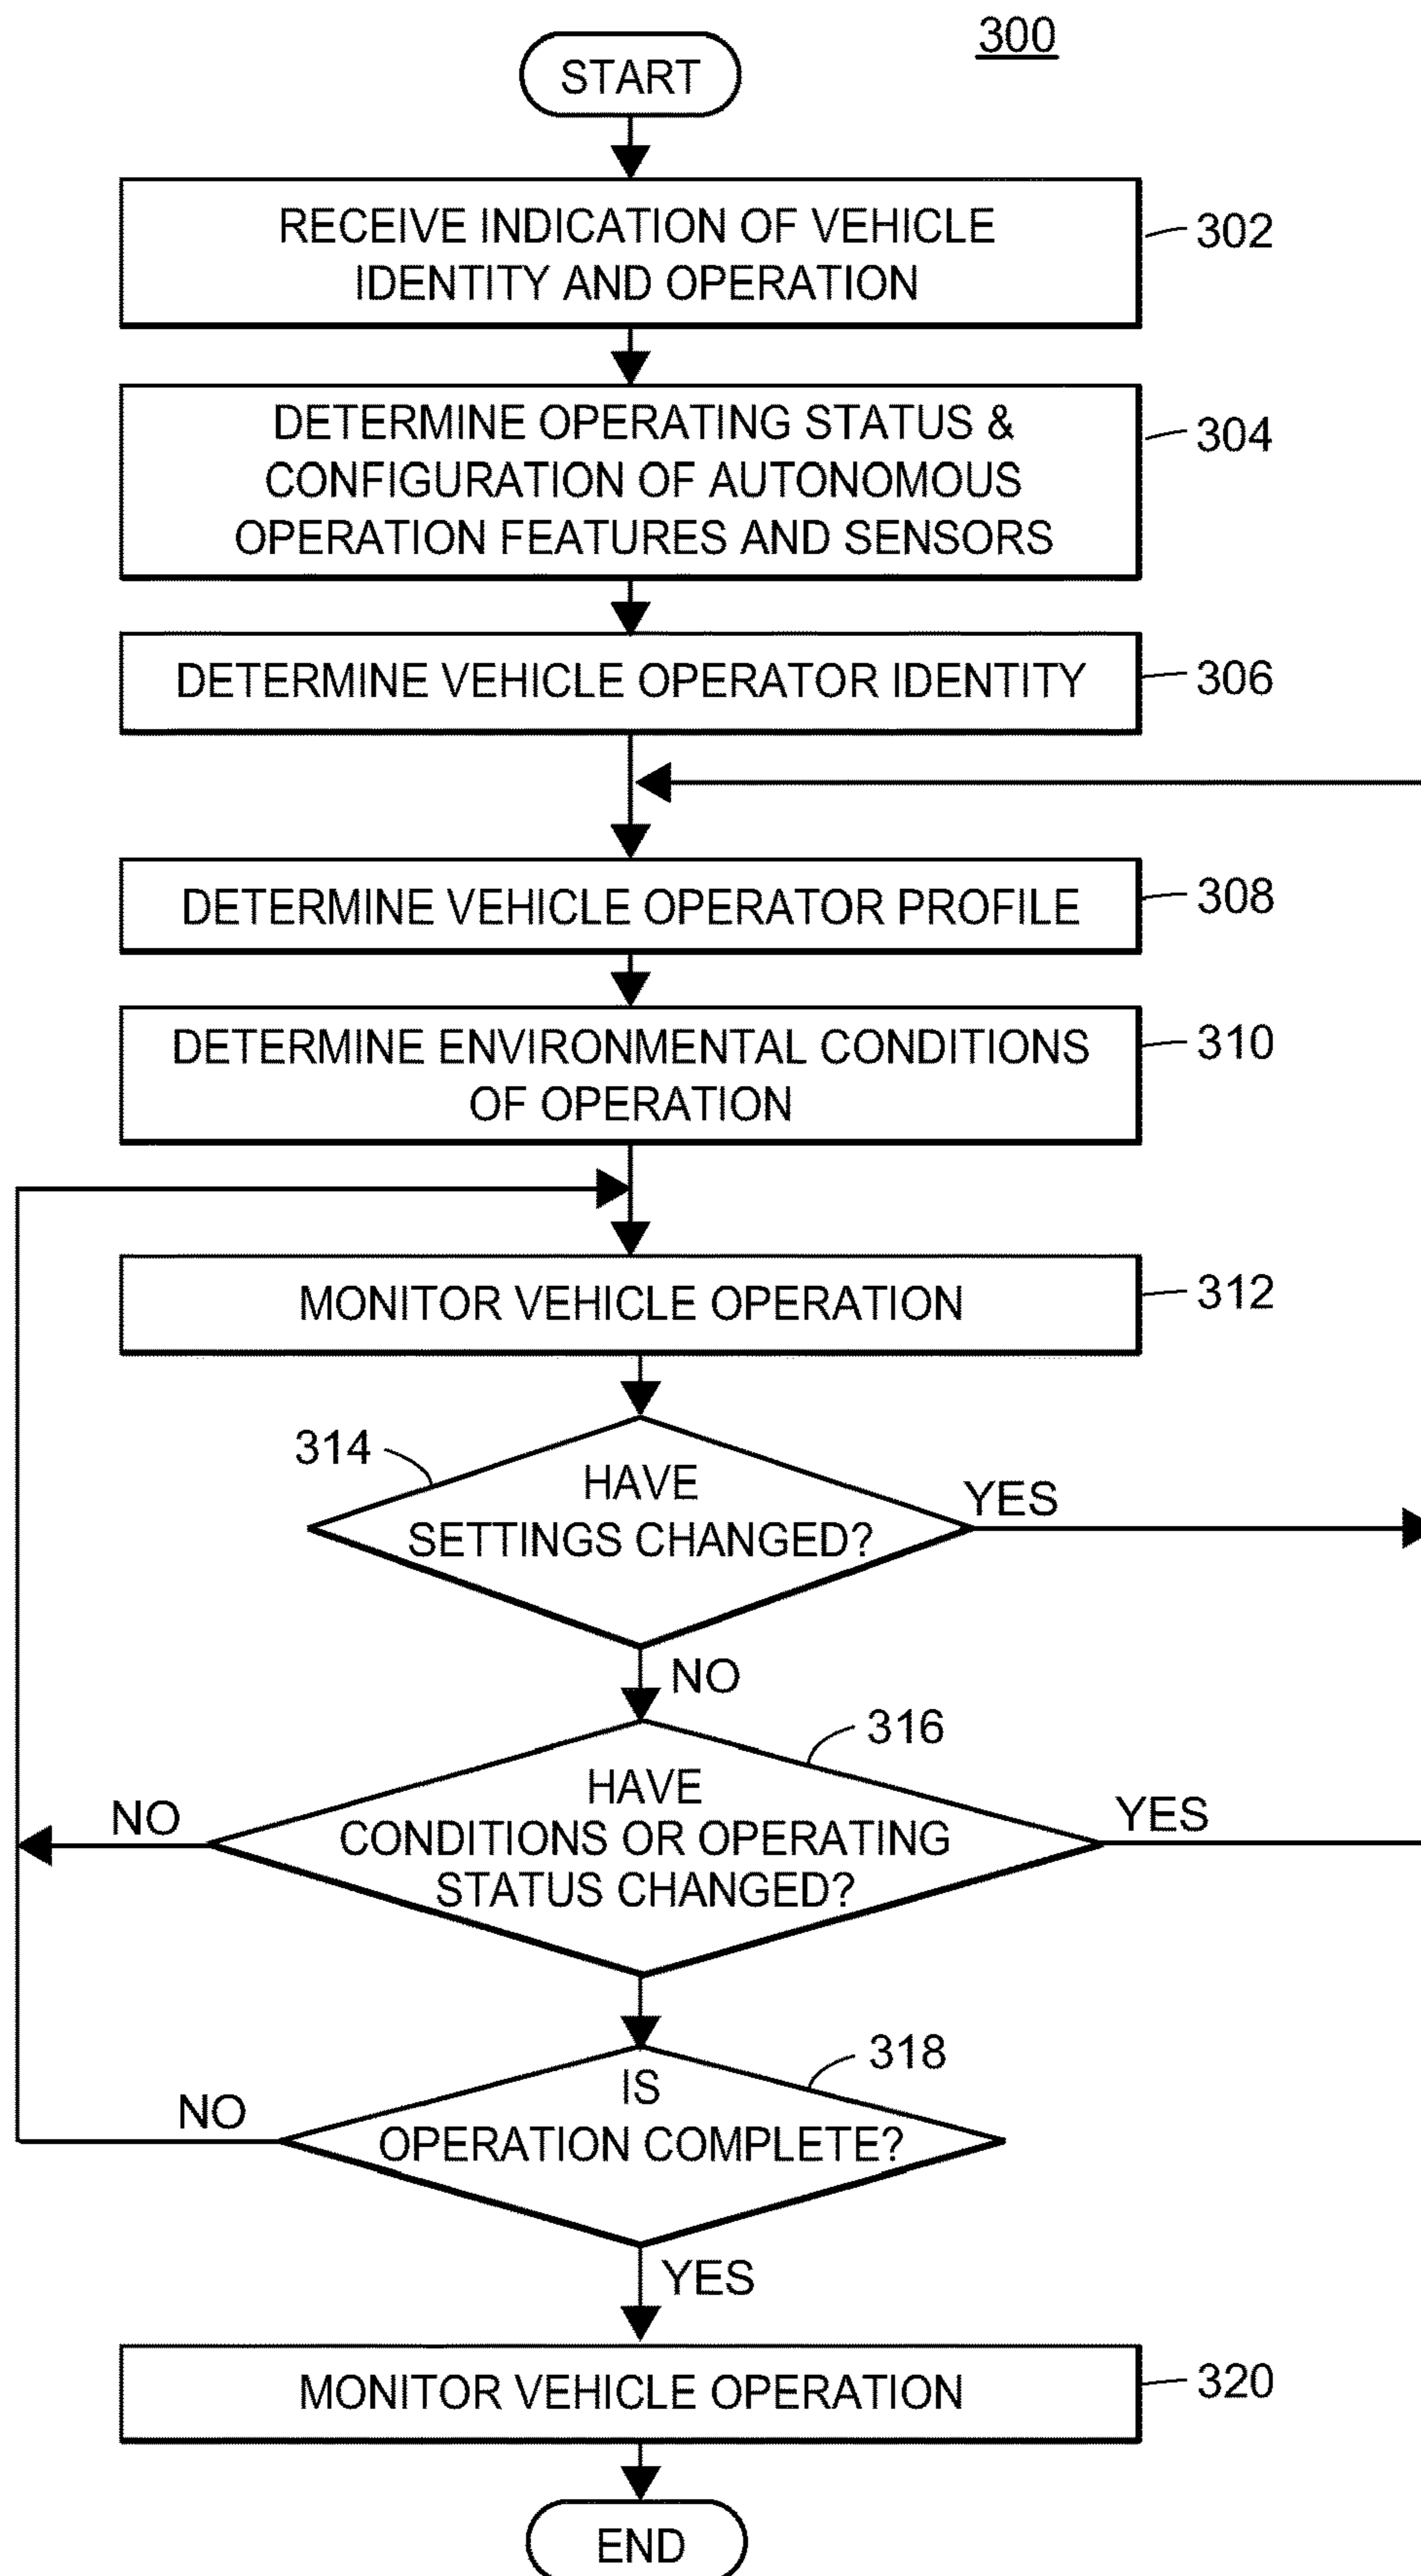 300
START
RECEIVE INDICATION OF VEHICLE
IDENTITY AND OPERATION
302
DETERMINE OPERATING STATUS &
CONFIGURATION OF AUTONOMOUS
OPERATION FEATURES AND SENSORS
304
DETERMINE VEHICLE OPERATOR IDENTITY
306
DETERMINE VEHICLE OPERATOR PROFILE
308
DETERMINE ENVIRONMENTAL CONDITIONS
OF OPERATION
310
MONITOR VEHICLE OPERATION
312
314
HAVE
SETTINGS CHANGED?
YES
NO
316
HAVE
CONDITIONS OR OPERATING
STATUS CHANGED?
NO
YES
318
IS
OPERATION COMPLETE?
NO
YES
MONITOR VEHICLE OPERATION
320
END